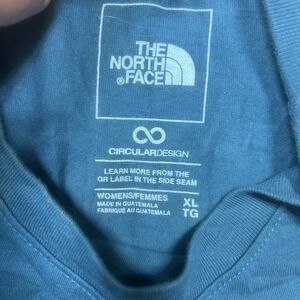 THE
NORTH
FACE
®
CIRCULARDESIGN
LEARN MORE FROM THE
QR LABEL IN THE SIDE SEAM
WOMENS/FEMMES XL
MADE IN GUATEMALA
FABRIQUÉ AU GUATEMALA TG